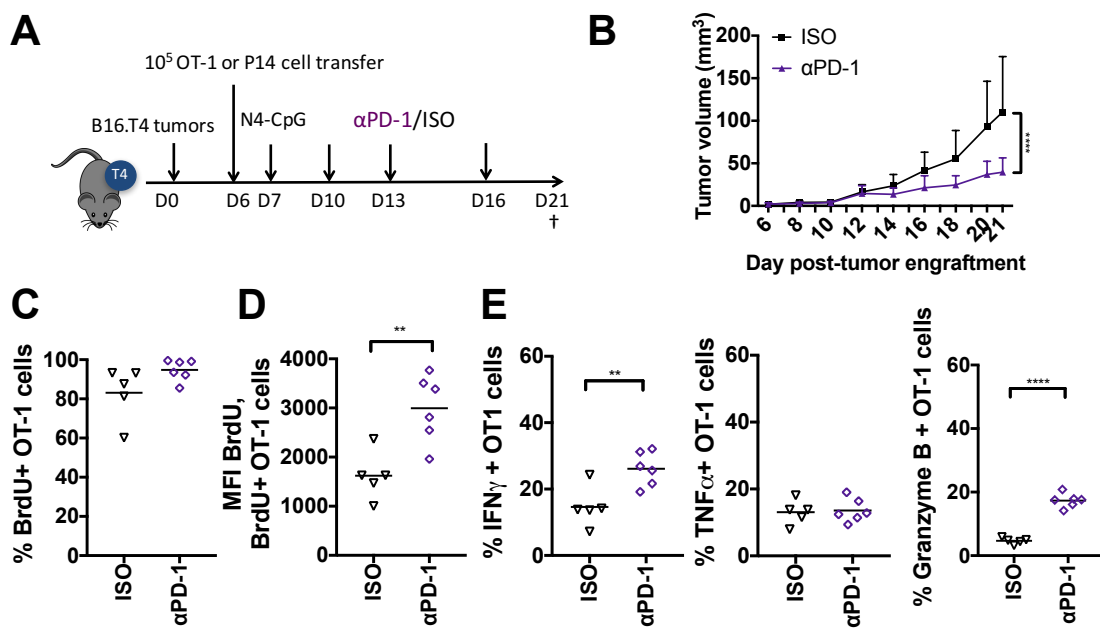 A
10⁵ OT-1 or P14 cell transfer
B16.T4 tumors
N4-CpG
αPD-1/ISO
T4
D0
D6
D7
D10
D13
D16
D21
†
B
Tumor volume (mm³)
200
150
100
50
0
ISO
αPD-1
****
6
8
10
12
14
16
18
20
21
Day post-tumor engraftment
C
% BrdU+ OT-1 cells
100
80
60
40
20
0
ISO
αPD-1
D
MFI BrdU,
BrdU+ OT-1 cells
4000
3000
2000
1000
0
**
ISO
αPD-1
E
% IFNγ + OT1 cells
60
40
20
0
**
ISO
αPD-1
% TNFα+ OT-1 cells
60
40
20
0
ISO
αPD-1
% Granzyme B + OT-1 cells
60
40
20
0
****
ISO
αPD-1